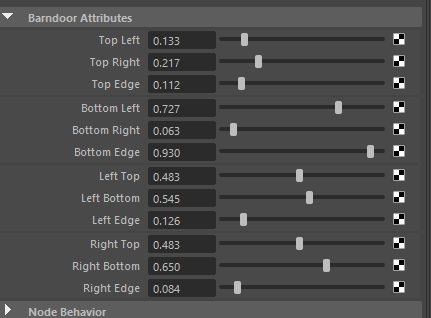 Barndoor Attributes
Top Left 0.133
Top Right 0.217
Top Edge 0.112
Bottom Left 0.727
Bottom Right 0.063
Bottom Edge 0.930
Left Top 0.483
Left Bottom 0.545
Left Edge 0.126
Right Top 0.483
Right Bottom 0.650
Right Edge 0.084
Node Behavior